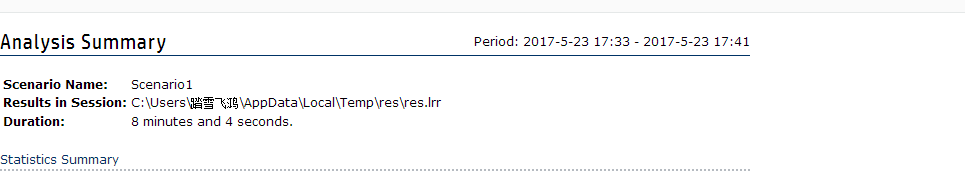 Analysis Summary Period: 2017-5-23 17:33 - 2017-5-23 17:41
Scenario Name: Scenario1
Results in Session: C:\Users\踏雪飞鸿\AppData\Local\Temp\res\res.lrr
Duration: 8 minutes and 4 seconds.
Statistics Summary